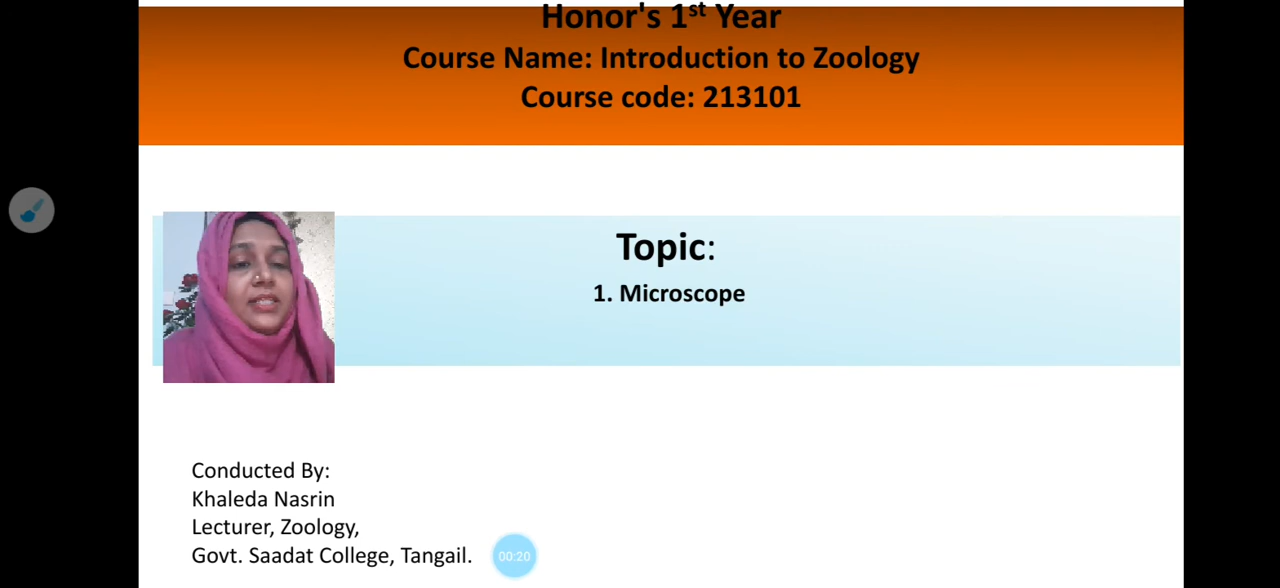 Honor's 1st Year
Course Name: Introduction to Zoology
Course code: 213101
Topic:
1. Microscope
Conducted By:
Khaleda Nasrin
Lecturer, Zoology,
Govt. Saadat College, Tangail.
00:20